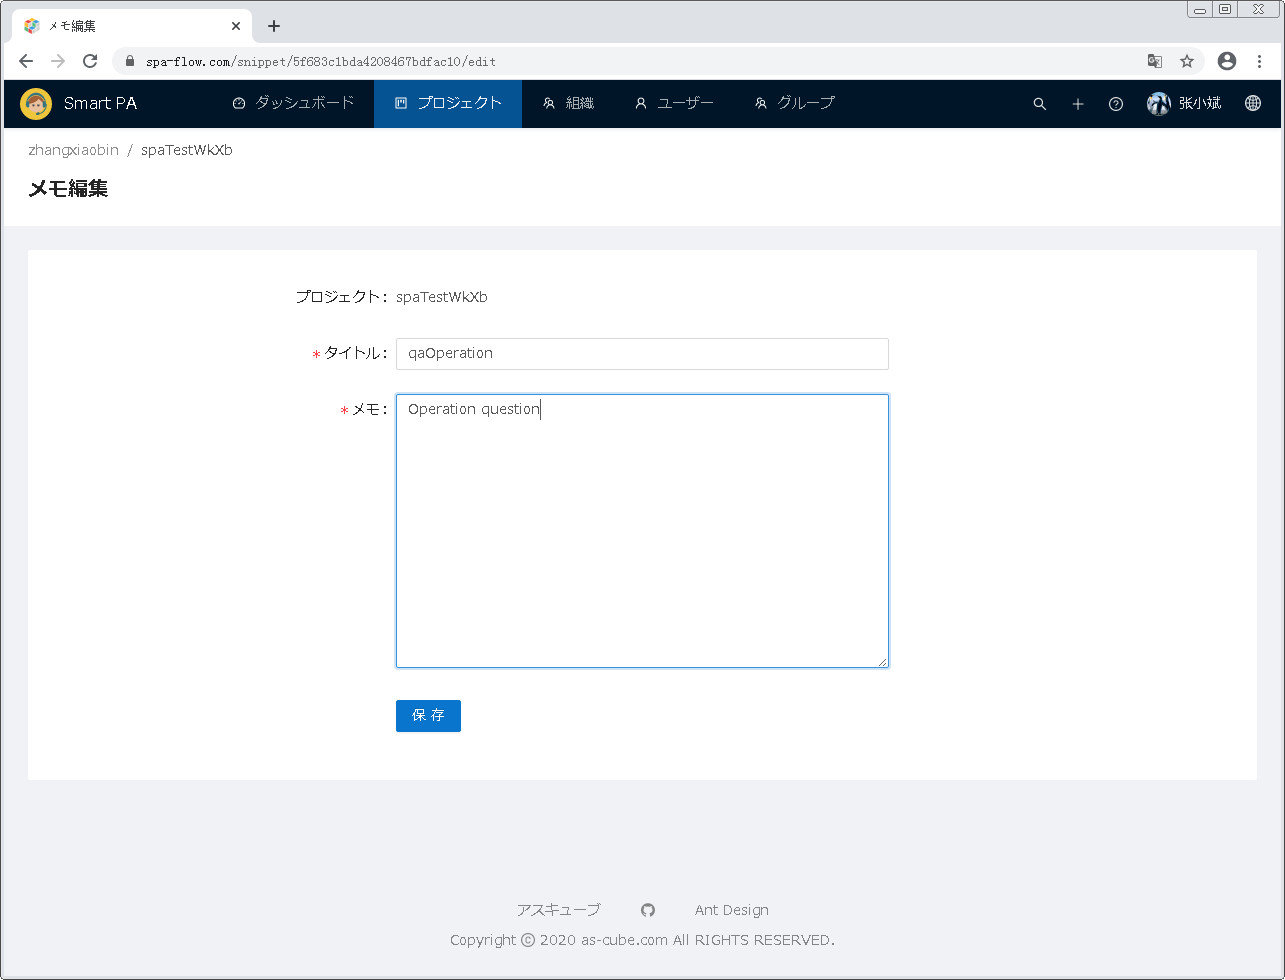 メモ編集
spa-flow.com/snippet/5f683c1bda4208467bdfac10/edit
Smart PA ダッシュボード プロジェクト 組織 ユーザー グループ 张小斌
zhangxiaobin / spaTestWkXb
メモ編集
プロジェクト: spaTestWkXb
* タイトル: qaOperation
* メモ: Operation question
保 存
アスキューブ Ant Design
Copyright © 2020 as-cube.com All RIGHTS RESERVED.